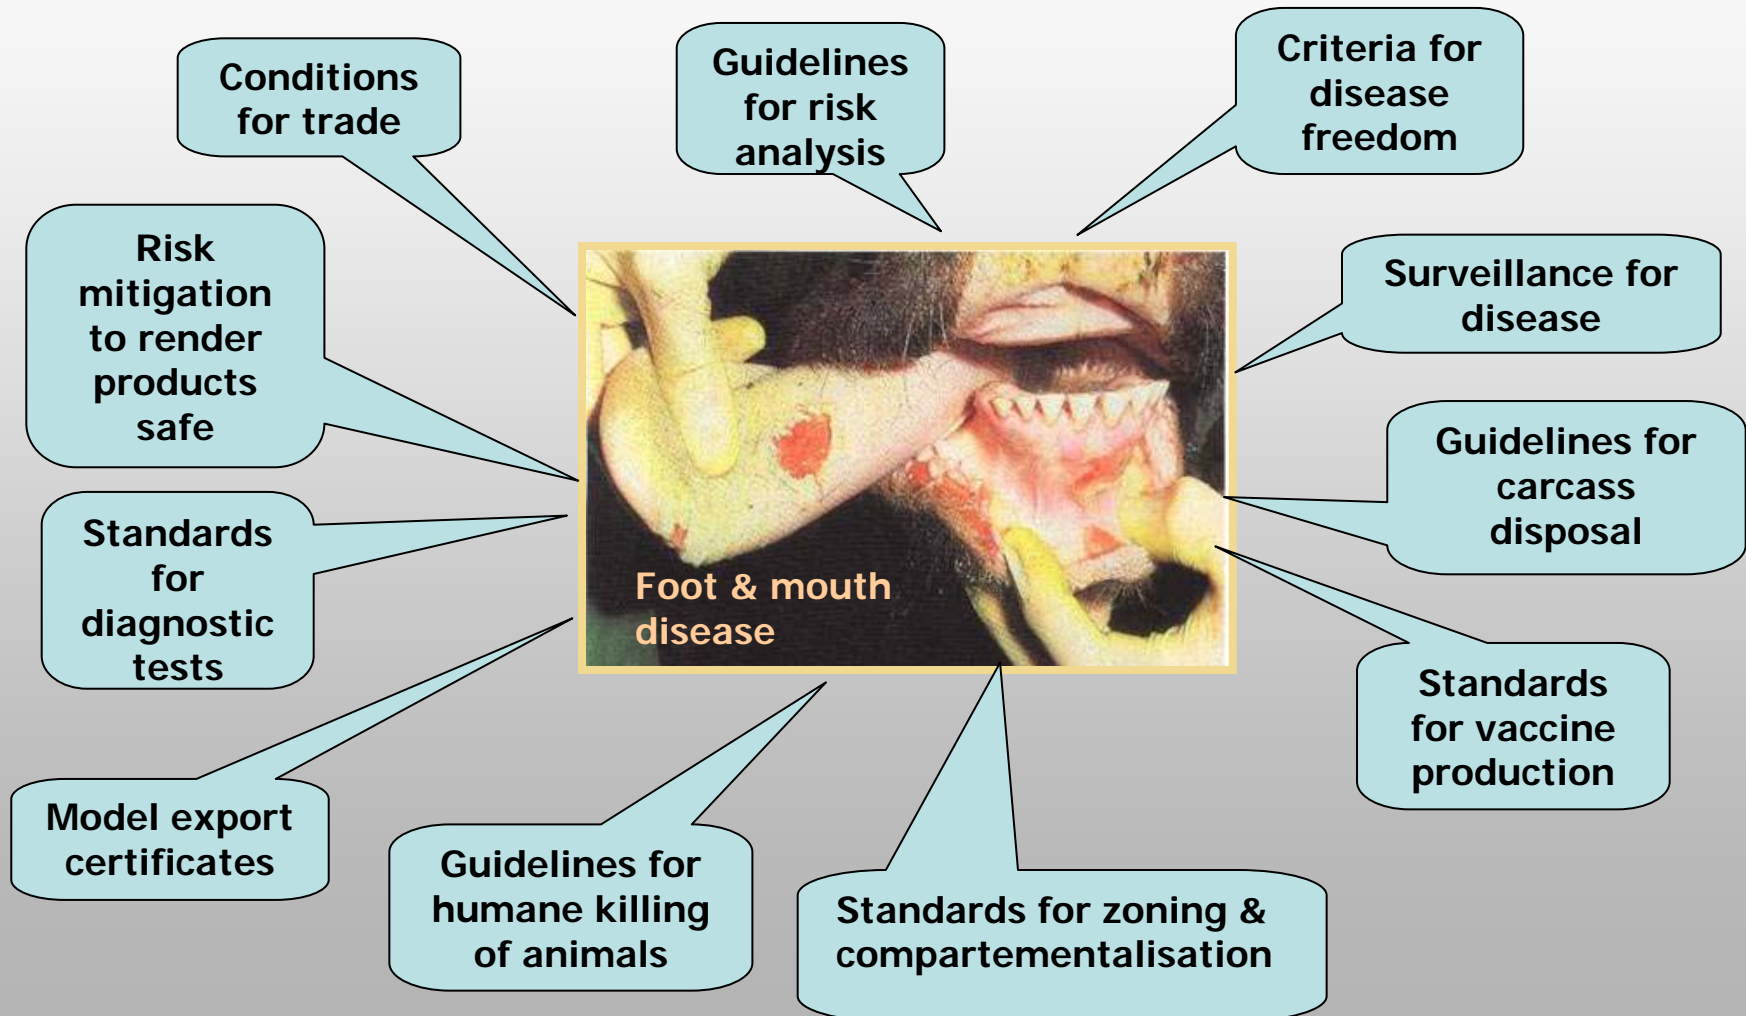 Conditions
for trade
Guidelines
for risk
analysis
Criteria for
disease
freedom
Risk
mitigation
to render
products
safe
Surveillance for
disease
Guidelines for
carcass
disposal
Standards
for
diagnostic
tests
Foot & mouth
disease
Standards
for vaccine
production
Model export
certificates
Guidelines for
humane killing
of animals
Standards for zoning &
compartementalisation